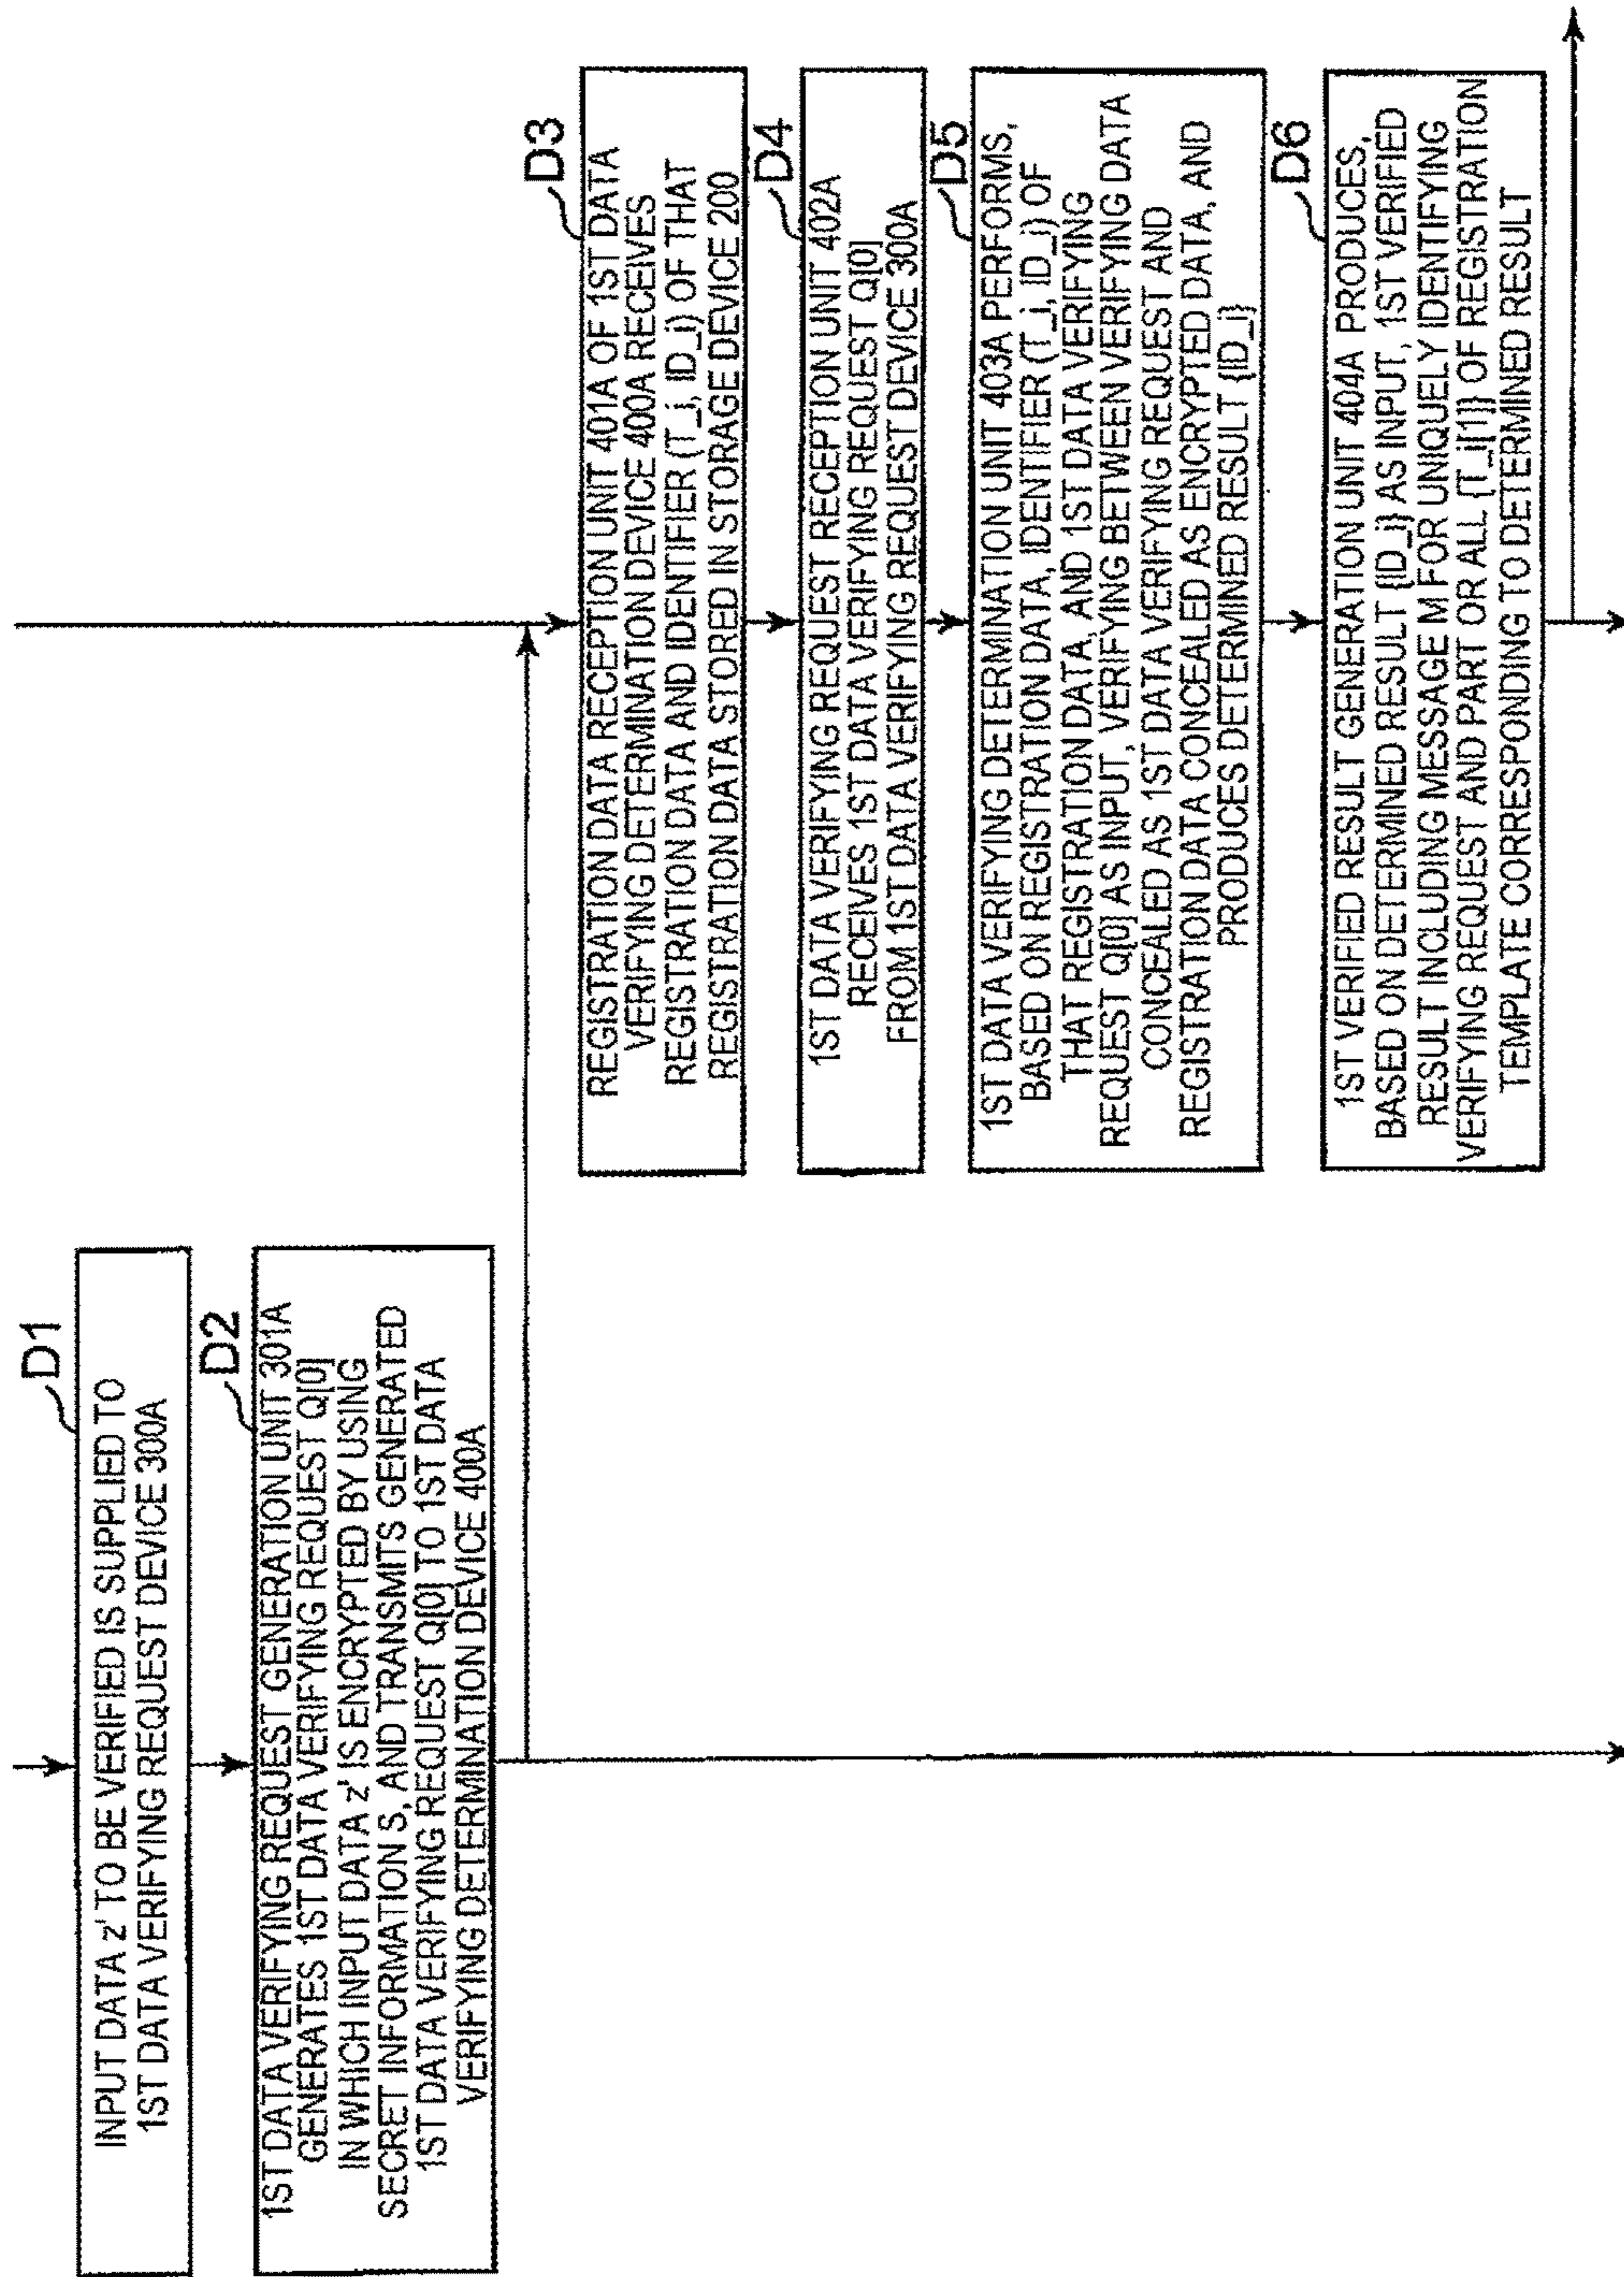 D1
INPUT DATA z' TO BE VERIFIED IS SUPPLIED TO
1ST DATA VERIFYING REQUEST DEVICE 300A
D2
1ST DATA VERIFYING REQUEST GENERATION UNIT 301A
GENERATES 1ST DATA VERIFYING REQUEST Q[0]
IN WHICH INPUT DATA z' IS ENCRYPTED BY USING
SECRET INFORMATION S, AND TRANSMITS GENERATED
1ST DATA VERIFYING REQUEST Q[0] TO 1ST DATA
VERIFYING DETERMINATION DEVICE 400A
D3
REGISTRATION DATA RECEPTION UNIT 401A OF 1ST DATA
VERIFYING DETERMINATION DEVICE 400A RECEIVES
REGISTRATION DATA AND IDENTIFIER (T_i, ID_i) OF THAT
REGISTRATION DATA STORED IN STORAGE DEVICE 200
D4
1ST DATA VERIFYING REQUEST RECEPTION UNIT 402A
RECEIVES 1ST DATA VERIFYING REQUEST Q[0]
FROM 1ST DATA VERIFYING REQUEST DEVICE 300A
D5
1ST DATA VERIFYING DETERMINATION UNIT 403A PERFORMS,
BASED ON REGISTRATION DATA, IDENTIFIER (T_i, ID_i) OF
THAT REGISTRATION DATA, AND 1ST DATA VERIFYING
REQUEST Q[0] AS INPUT, VERIFYING BETWEEN VERIFYING DATA
CONCEALED AS 1ST DATA VERIFYING REQUEST AND
REGISTRATION DATA CONCEALED AS ENCRYPTED DATA, AND
PRODUCES DETERMINED RESULT {ID_i}
D6
1ST VERIFIED RESULT GENERATION UNIT 404A PRODUCES,
BASED ON DETERMINED RESULT {ID_i} AS INPUT, 1ST VERIFIED
RESULT INCLUDING MESSAGE M FOR UNIQUELY IDENTIFYING
VERIFYING REQUEST AND PART OR ALL {T_i[1]} OF REGISTRATION
TEMPLATE CORRESPONDING TO DETERMINED RESULT